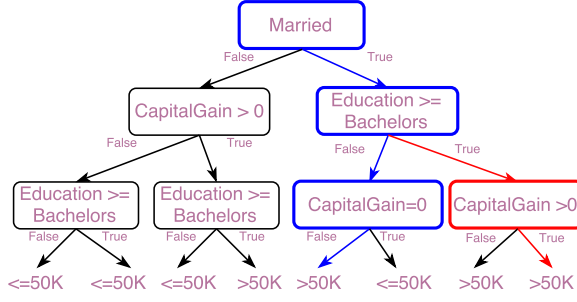 Married
False
True
CapitalGain > 0
Education >=
Bachelors
False
True
False
True
Education >=
Bachelors
Education >=
Bachelors
CapitalGain=0
CapitalGain >0
False
True
False
True
False
True
False
True
<=50K
<=50K
<=50K
>50K
>50K
<=50K
>50K
>50K